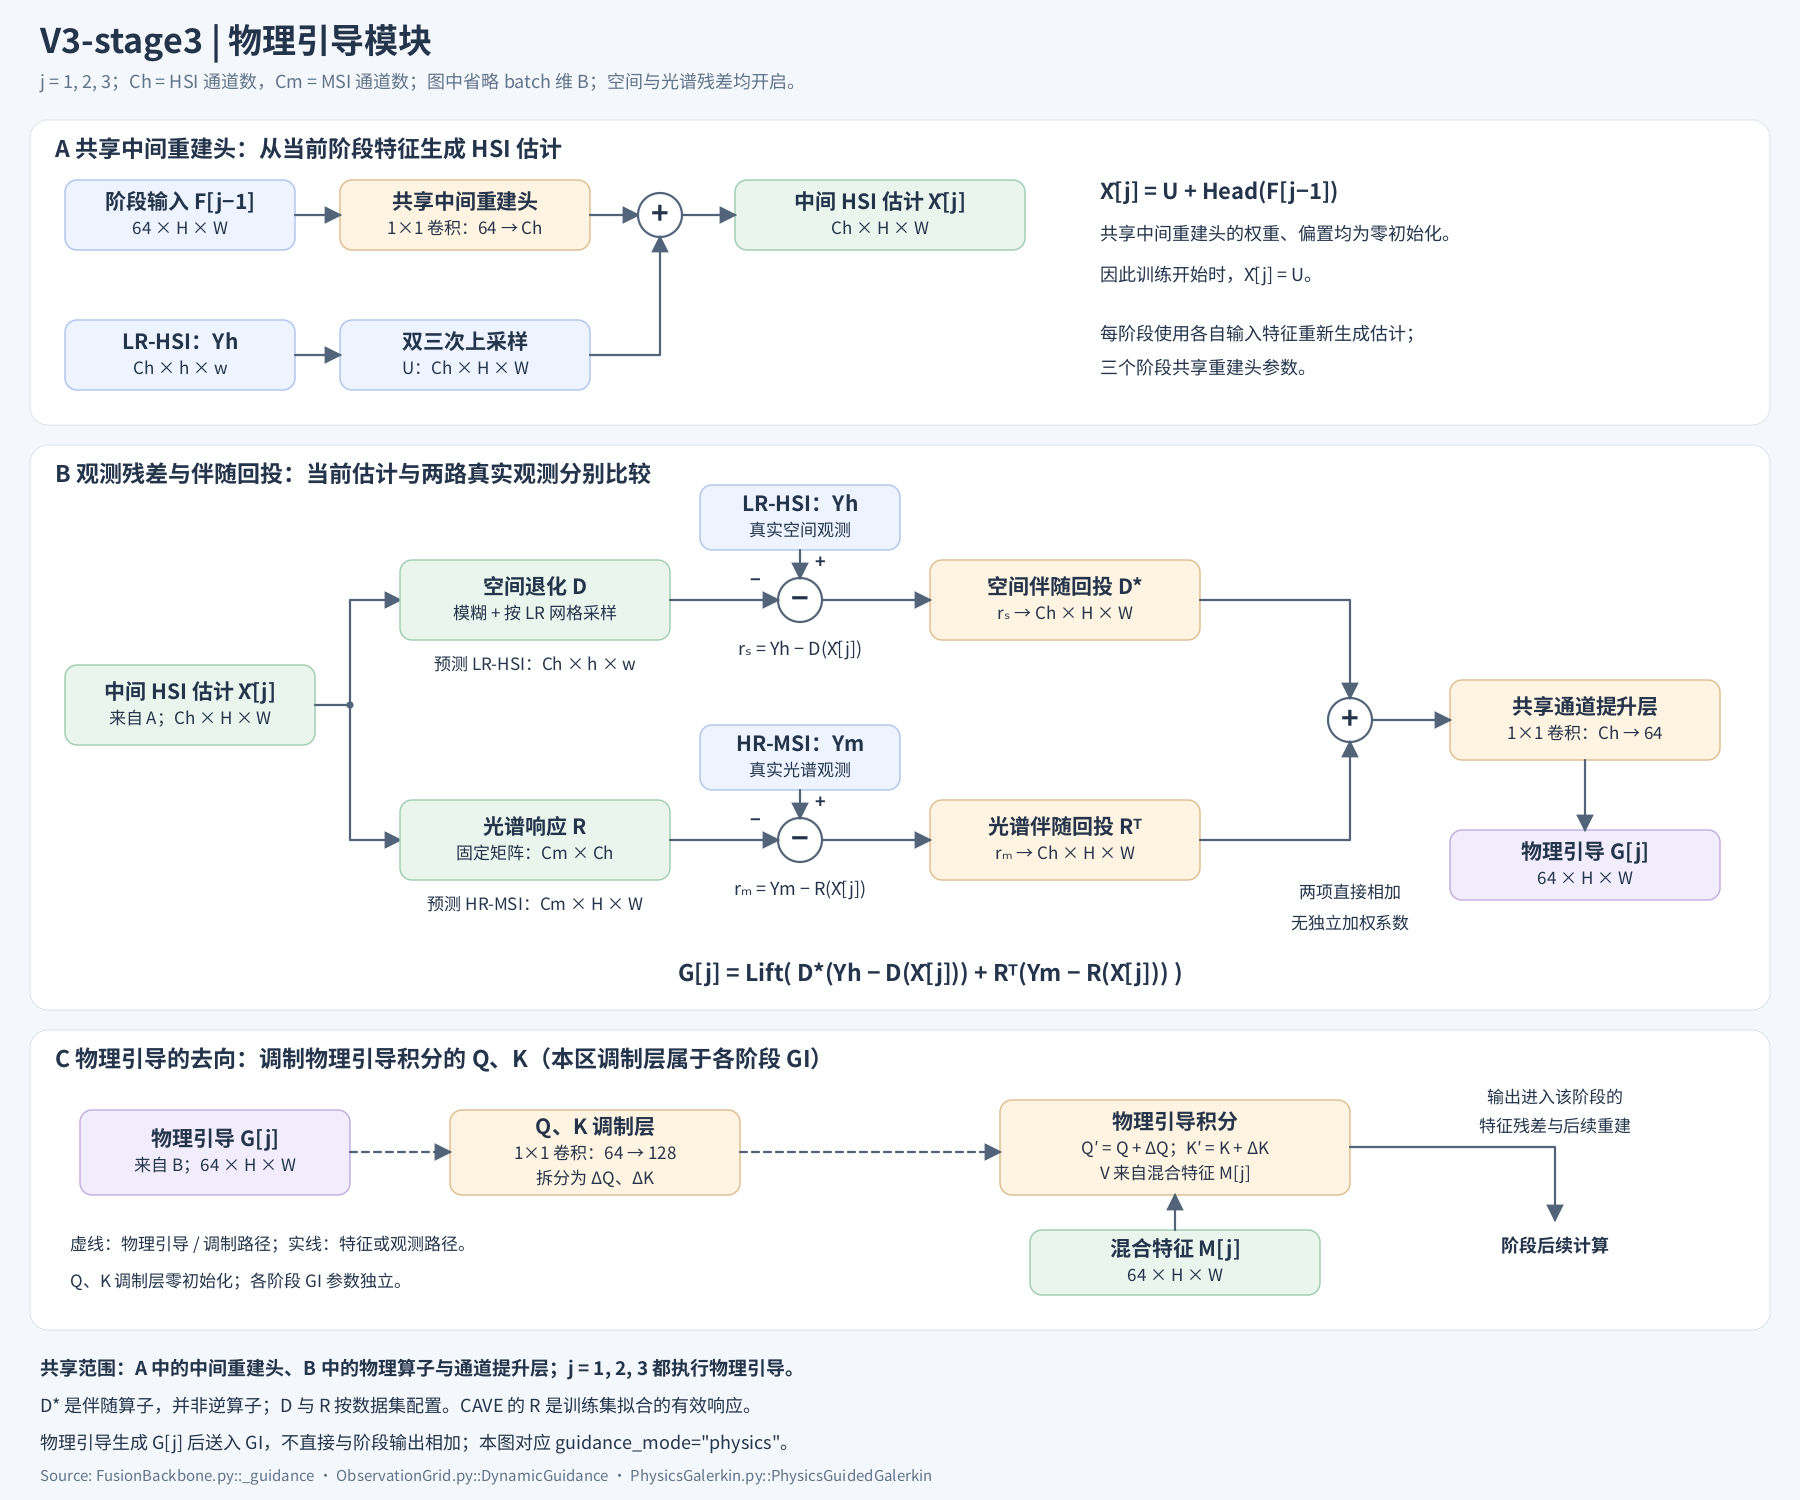 V3-stage3 | 物理引导模块
j = 1, 2, 3；Ch = HSI 通道数，Cm = MSI 通道数；图中省略 batch 维 B；空间与光谱残差均开启。
A 共享中间重建头：从当前阶段特征生成 HSI 估计
阶段输入 F[j−1]
64 × H × W
共享中间重建头
1×1 卷积：64 → Ch
+
中间 HSI 估计 X̄[j]
Ch × H × W
LR-HSI：Yh
Ch × h × w
双三次上采样
U：Ch × H × W
X̄[j] = U + Head(F[j−1])
共享中间重建头的权重、偏置均为零初始化。
因此训练开始时，X̄[j] = U。
每阶段使用各自输入特征重新生成估计；
三个阶段共享重建头参数。
B 观测残差与伴随回投：当前估计与两路真实观测分别比较
LR-HSI：Yh
真实空间观测
空间退化 D
模糊 + 按 LR 网格采样
预测 LR-HSI：Ch × h × w
−
+
−
rₛ = Yh − D(X̄[j])
空间伴随回投 D*
rₛ → Ch × H × W
中间 HSI 估计 X̄[j]
来自 A；Ch × H × W
HR-MSI：Ym
真实光谱观测
光谱响应 R
固定矩阵：Cm × Ch
预测 HR-MSI：Cm × H × W
−
+
−
rₘ = Ym − R(X̄[j])
光谱伴随回投 Rᵀ
rₘ → Ch × H × W
+
两项直接相加
无独立加权系数
共享通道提升层
1×1 卷积：Ch → 64
物理引导 G[j]
64 × H × W
G[j] = Lift( D*(Yh − D(X̄[j])) + Rᵀ(Ym − R(X̄[j])) )
C 物理引导的去向：调制物理引导积分的 Q、K（本区调制层属于各阶段 GI）
物理引导 G[j]
来自 B；64 × H × W
Q、K 调制层
1×1 卷积：64 → 128
拆分为 ΔQ、ΔK
物理引导积分
Q′ = Q + ΔQ；K′ = K + ΔK
V 来自混合特征 M[j]
混合特征 M[j]
64 × H × W
输出进入该阶段的
特征残差与后续重建
阶段后续计算
虚线：物理引导 / 调制路径；实线：特征或观测路径。
Q、K 调制层零初始化；各阶段 GI 参数独立。
共享范围：A 中的中间重建头、B 中的物理算子与通道提升层；j = 1, 2, 3 都执行物理引导。
D* 是伴随算子，并非逆算子；D 与 R 按数据集配置。CAVE 的 R 是训练集拟合的有效响应。
物理引导生成 G[j] 后送入 GI，不直接与阶段输出相加；本图对应 guidance_mode="physics"。
Source: FusionBackbone.py::_guidance · ObservationGrid.py::DynamicGuidance · PhysicsGalerkin.py::PhysicsGuidedGalerkin